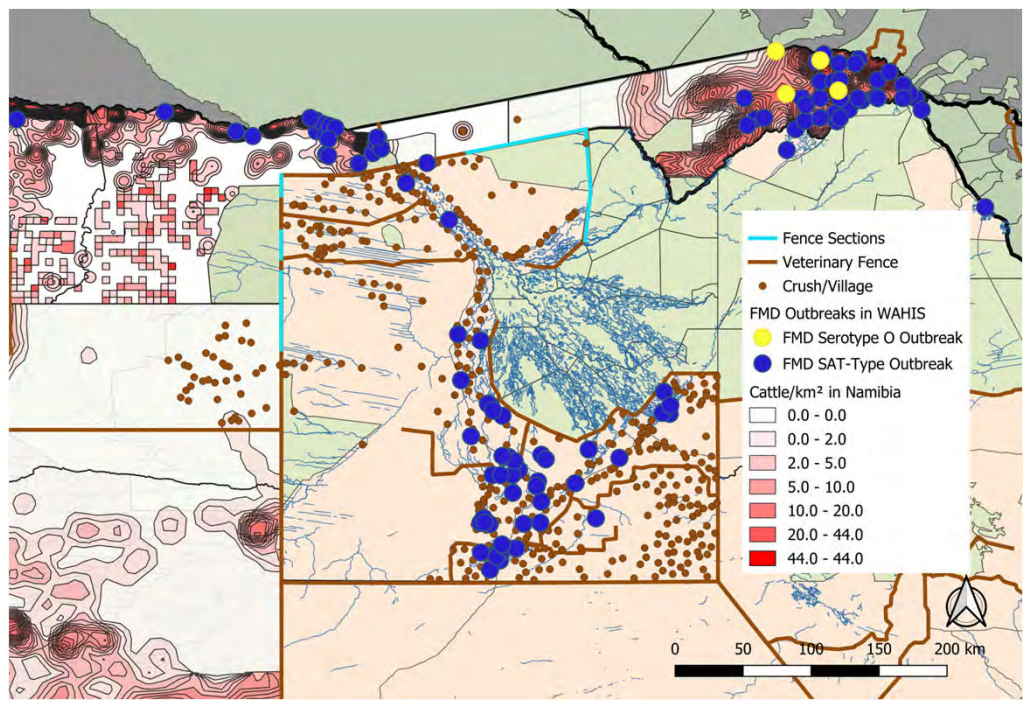 Fence Sections
Veterinary Fence
Crush/Village
FMD Outbreaks in WAHIS
FMD Serotype O Outbreak
FMD SAT-Type Outbreak
Cattle/km² in Namibia
0.0 - 0.0
0.0 - 2.0
2.0 - 5.0
5.0 - 10.0
10.0 - 20.0
20.0 - 44.0
44.0 - 44.0
0 50 100 150 200 km